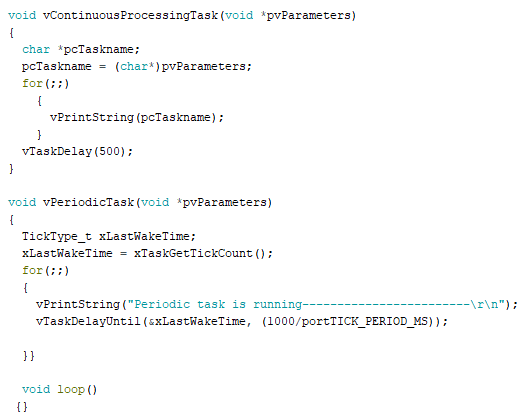 void vContinuousProcessingTask(void *pvParameters)
{
char *pcTaskname;
pcTaskname = (char*)pvParameters;
for(;;)
{
vPrintString(pcTaskname);
}
vTaskDelay(500);
}
void vPeriodicTask(void *pvParameters)
{
TickType_t xLastWakeTime;
xLastWakeTime = xTaskGetTickCount();
for(;;)
{
vPrintString("Periodic task is running------------------------\r\n");
vTaskDelayUntil(&xLastWakeTime, (1000/portTICK_PERIOD_MS));
}}
void loop()
{}